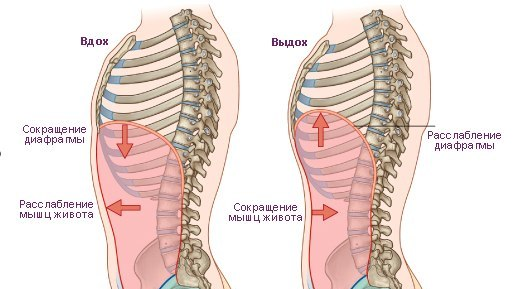 Вдох
Выдох
Сокращение
диафрагмы
Расслабление
мышц живота
Сокращение
мышц живота
Расслабление
диафрагмы